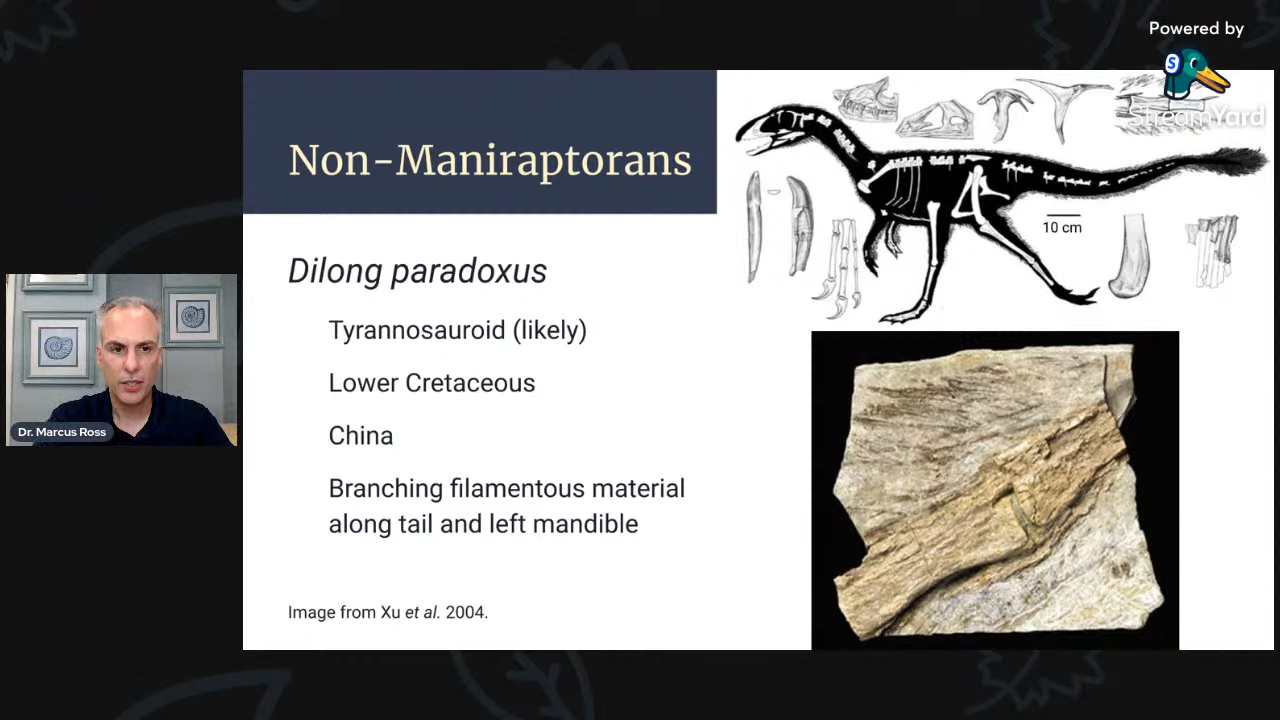 Powered by
S
StreamYard
Non-Maniraptorans
10 cm
Dilong paradoxus
Tyrannosauroid (likely)
Lower Cretaceous
China
Branching filamentous material
along tail and left mandible
Image from Xu et al. 2004.
Dr. Marcus Ross